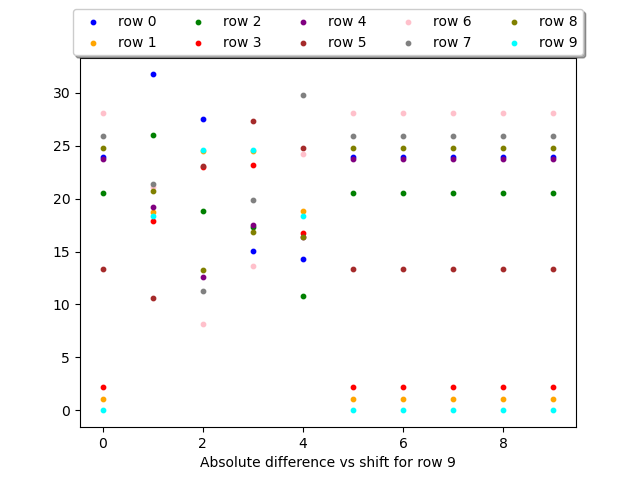 row 0 row 2 row 4 row 6 row 8
row 1 row 3 row 5 row 7 row 9
30
25
20
15
10
5
0
0 2 4 6 8
Absolute difference vs shift for row 9